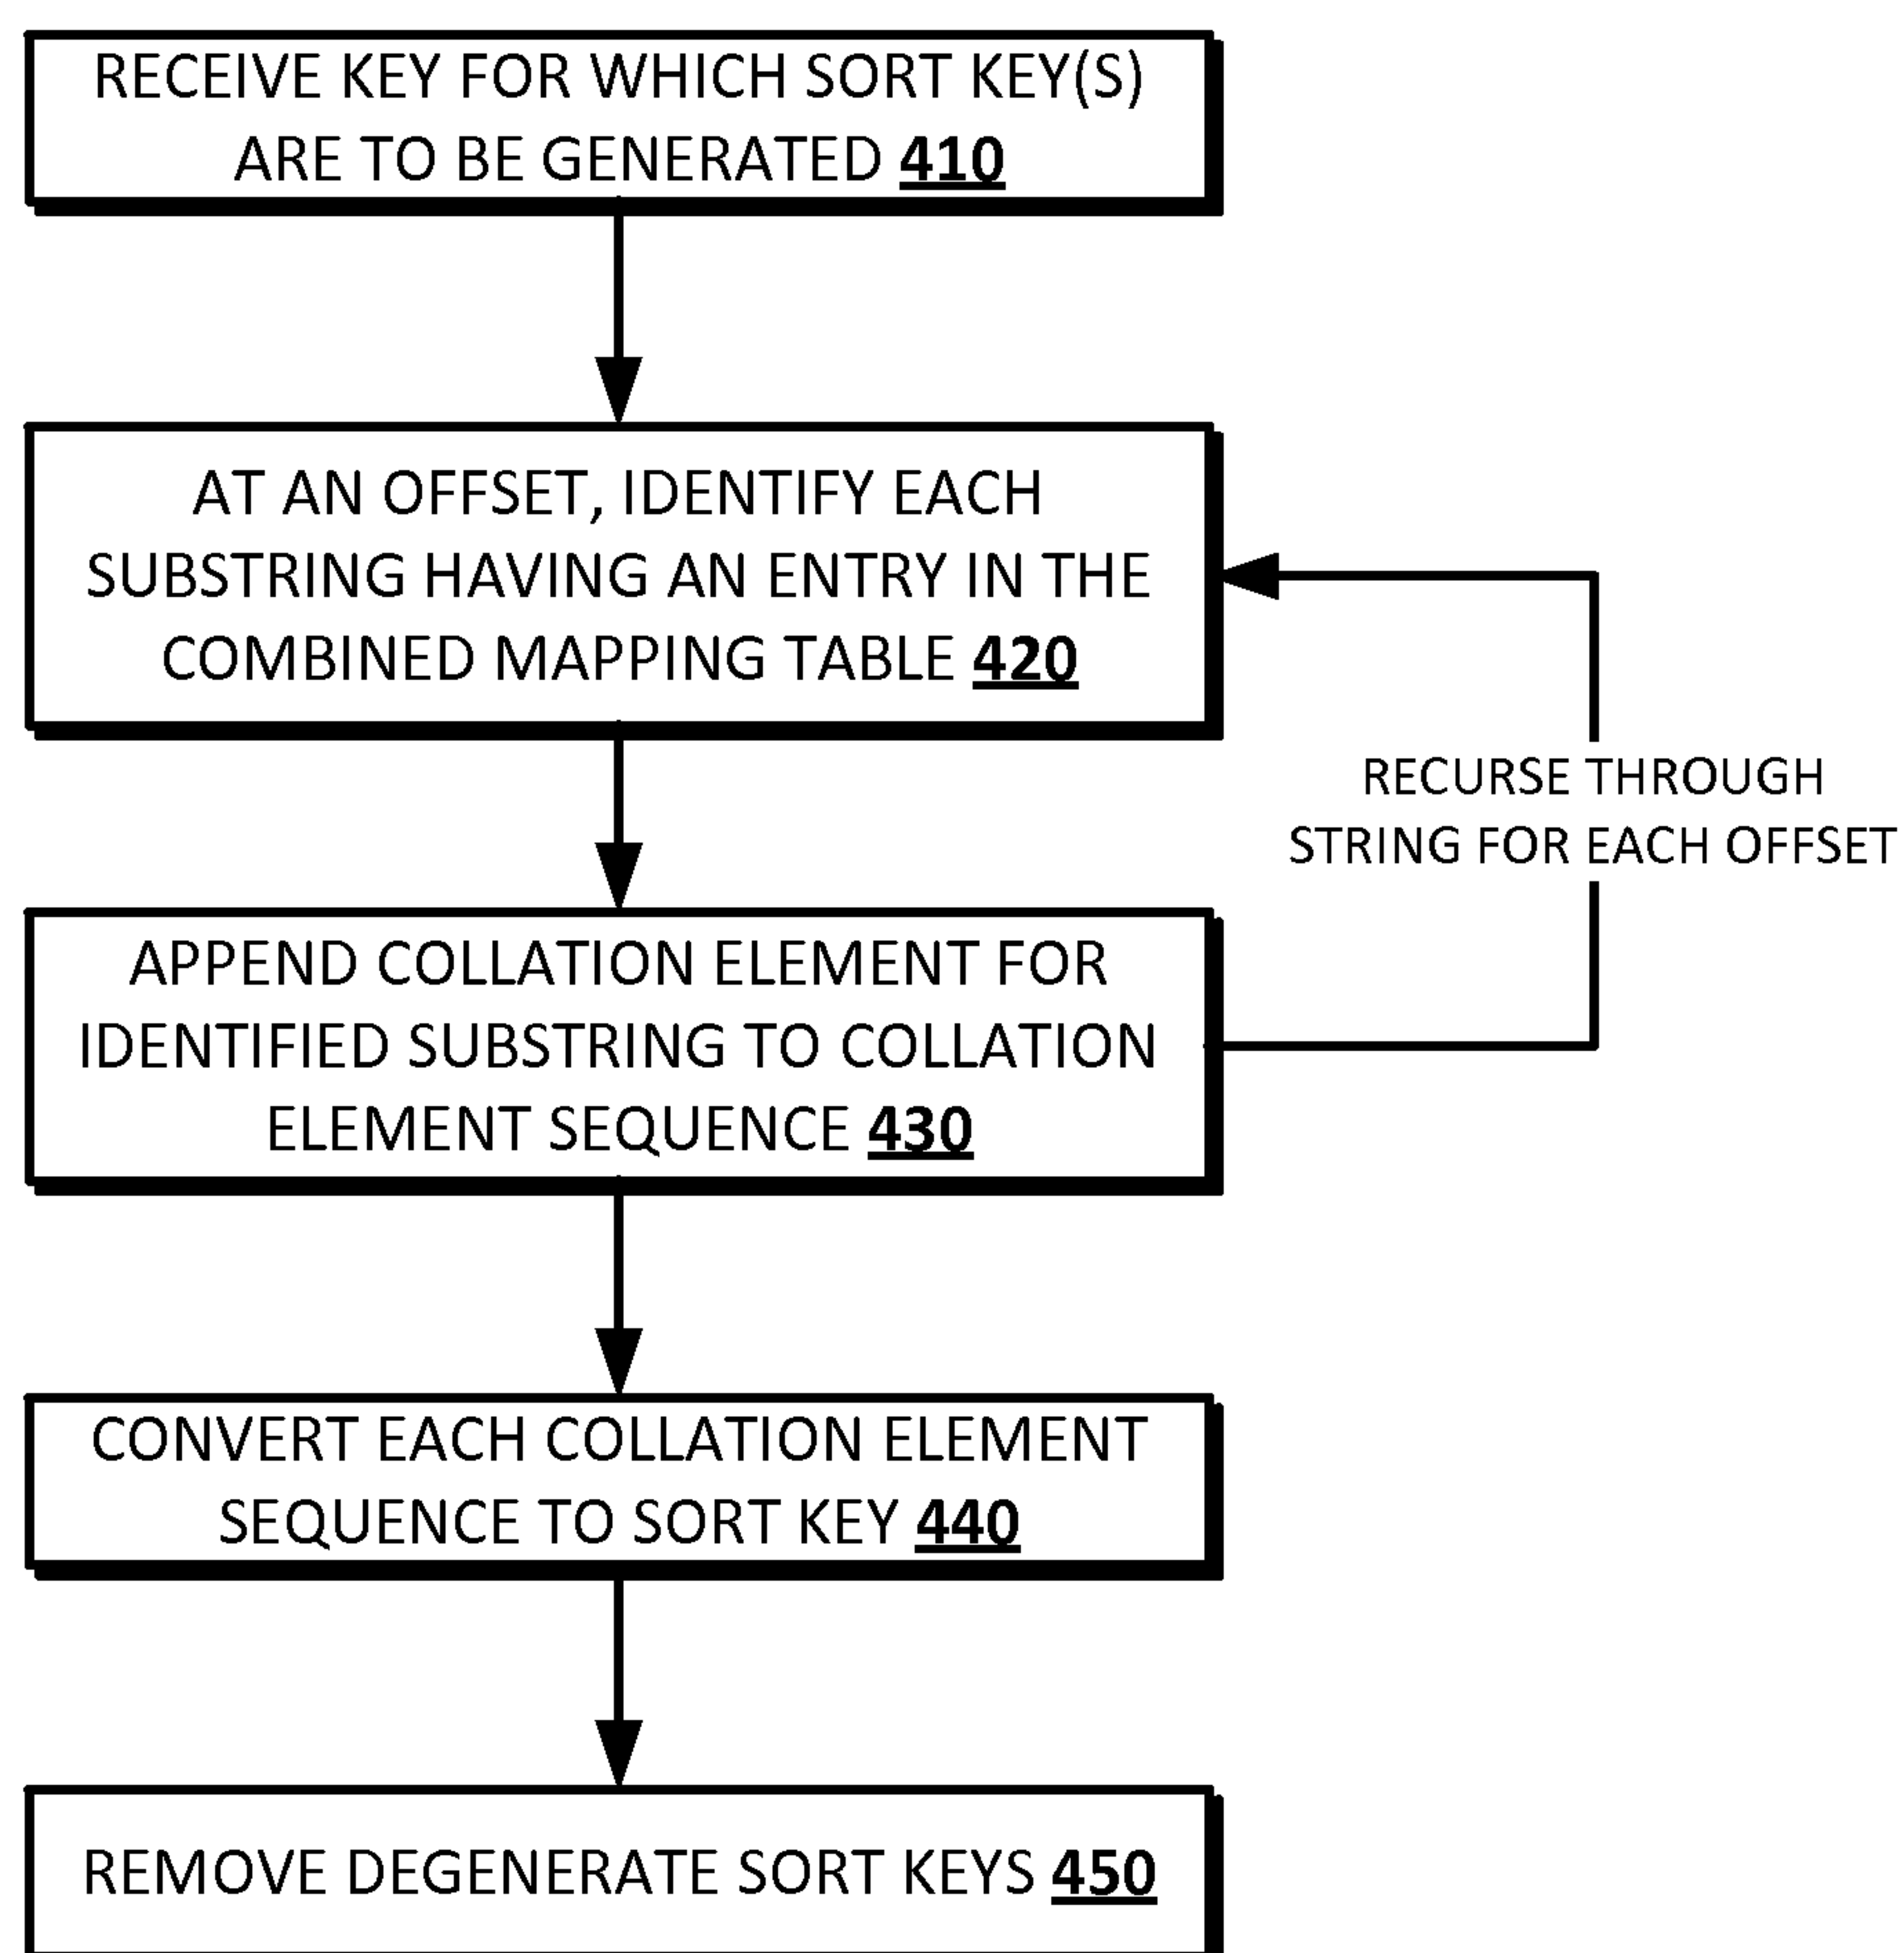 RECEIVE KEY FOR WHICH SORT KEY(S)
ARE TO BE GENERATED 410
AT AN OFFSET, IDENTIFY EACH
SUBSTRING HAVING AN ENTRY IN THE
COMBINED MAPPING TABLE 420
RECURSE THROUGH
STRING FOR EACH OFFSET
APPEND COLLATION ELEMENT FOR
IDENTIFIED SUBSTRING TO COLLATION
ELEMENT SEQUENCE 430
CONVERT EACH COLLATION ELEMENT
SEQUENCE TO SORT KEY 440
REMOVE DEGENERATE SORT KEYS 450